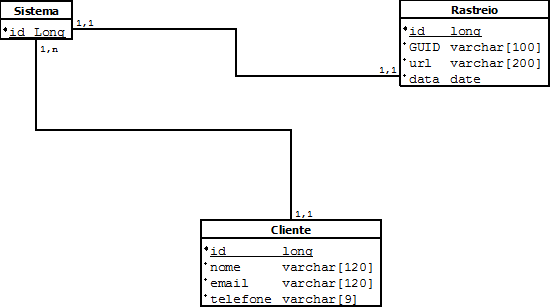 Sistema
*id Long
1,1
1,n
Rastreio
*id long
*GUID varchar[100]
*url varchar[200]
*data date
1,1
1,1
Cliente
*id long
*nome varchar[120]
*email varchar[120]
*telefone varchar[9]